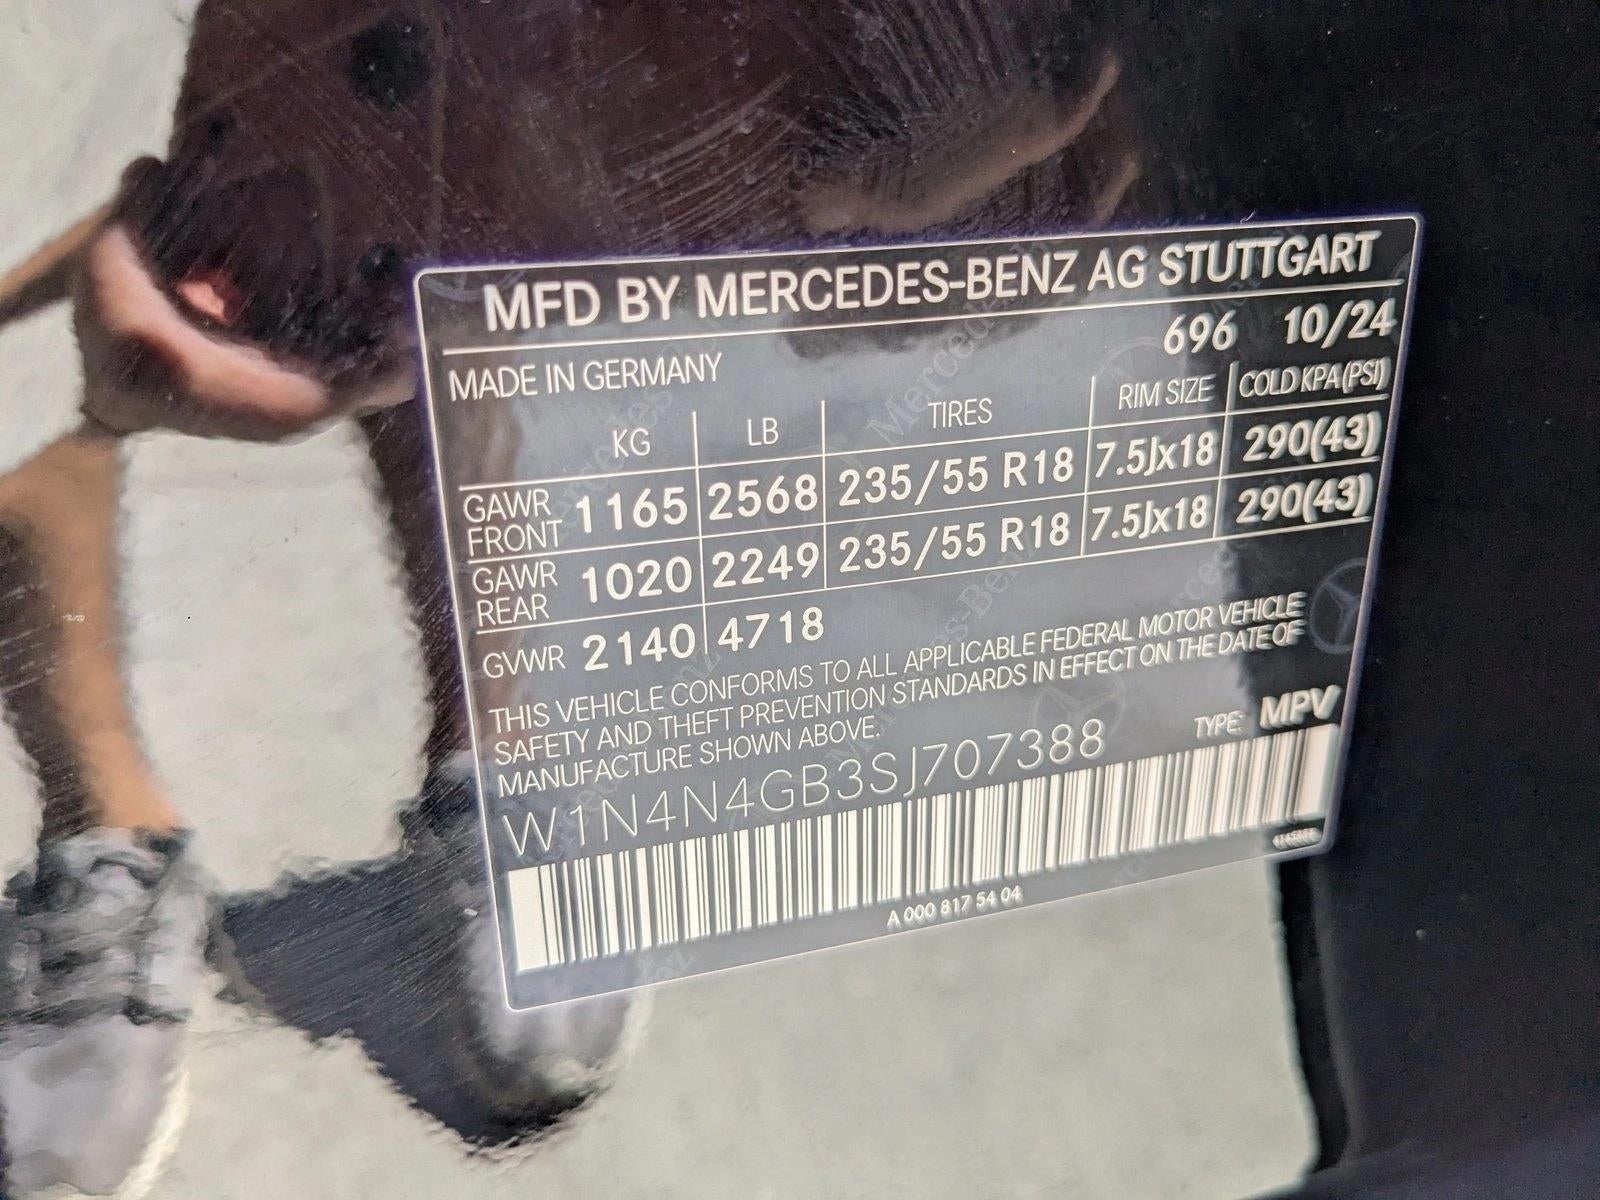 MFD BY MERCEDES-BENZ AG STUTTGART
696 10/24
MADE IN GERMANY
KG LB TIRES RIM SIZE COLD KPA(PSI)
GAWR FRONT 1165 2568 235/55 R18 7.5Jx18 290(43)
GAWR REAR 1020 2249 235/55 R18 7.5Jx18 290(43)
GVWR 2140 4718
THIS VEHICLE CONFORMS TO ALL APPLICABLE FEDERAL MOTOR VEHICLE
SAFETY AND THEFT PREVENTION STANDARDS IN EFFECT ON THE DATE OF
MANUFACTURE SHOWN ABOVE.
TYPE: MPV
W1N4N4GB3SJ707388
A 000 817 54 04